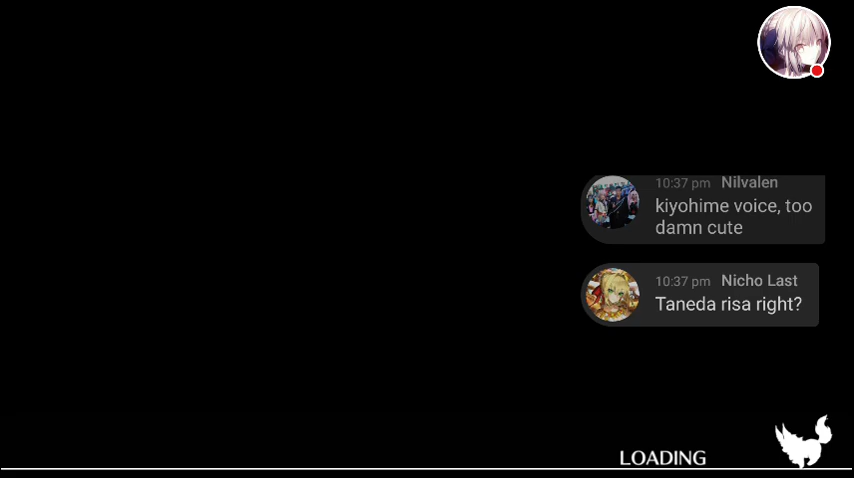 10:37 pm Nilvalen
kiyohime voice, too
damn cute
10:37 pm Nicho Last
Taneda risa right?
LOADING